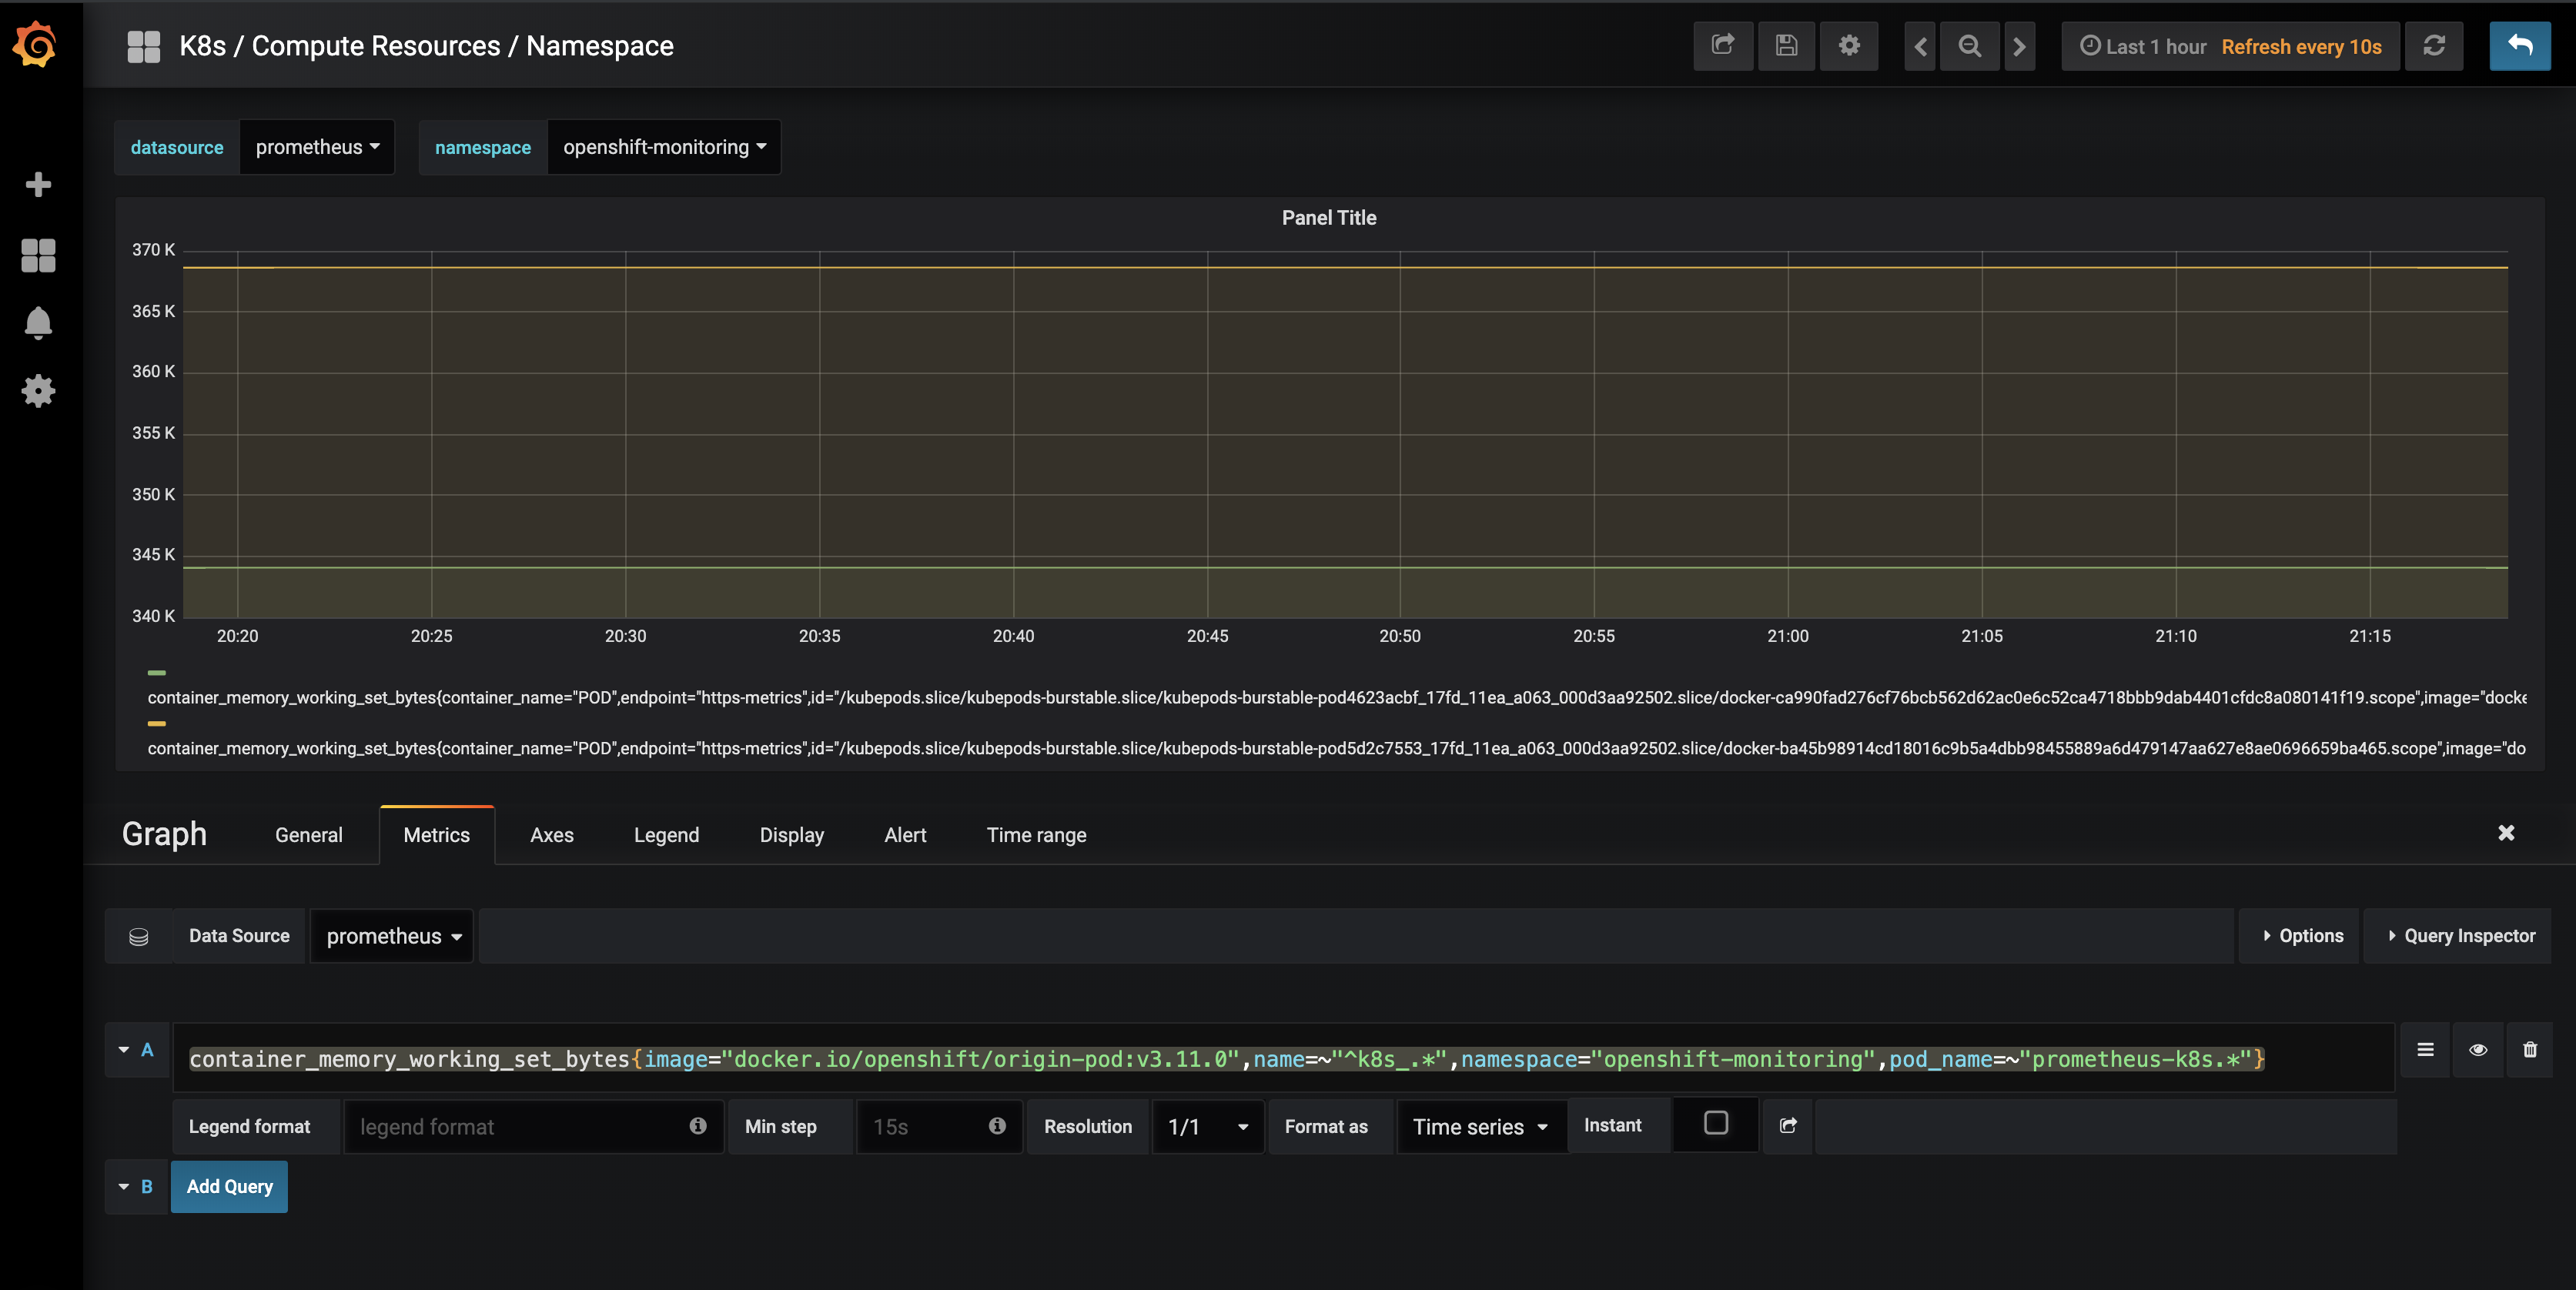 K8s / Compute Resources / Namespace
Last 1 hour Refresh every 10s
datasource prometheus namespace openshift-monitoring
Panel Title
370 K
365 K
360 K
355 K
350 K
345 K
340 K
20:20 20:25 20:30 20:35 20:40 20:45 20:50 20:55 21:00 21:05 21:10 21:15
container_memory_working_set_bytes{container_name="POD",endpoint="https-metrics",id="/kubepods.slice/kubepods-burstable.slice/kubepods-burstable-pod4623acbf_17fd_11ea_a063_000d3aa92502.slice/docker-ca990fad276cf76bcb562d62ac0e6c52ca4718bbb9dab4401cfdc8a080141f19.scope",image="docke
container_memory_working_set_bytes{container_name="POD",endpoint="https-metrics",id="/kubepods.slice/kubepods-burstable.slice/kubepods-burstable-pod5d2c7553_17fd_11ea_a063_000d3aa92502.slice/docker-ba45b98914cd18016c9b5a4dbb98455889a6d479147aa627e8ae0696659ba465.scope",image="do
Graph General Metrics Axes Legend Display Alert Time range
Data Source prometheus Options Query Inspector
A container_memory_working_set_bytes{image="docker.io/openshift/origin-pod:v3.11.0",name=~"^k8s_.*",namespace="openshift-monitoring",pod_name=~"prometheus-k8s.*"}
Legend format legend format Min step 15s Resolution 1/1 Format as Time series Instant
B Add Query